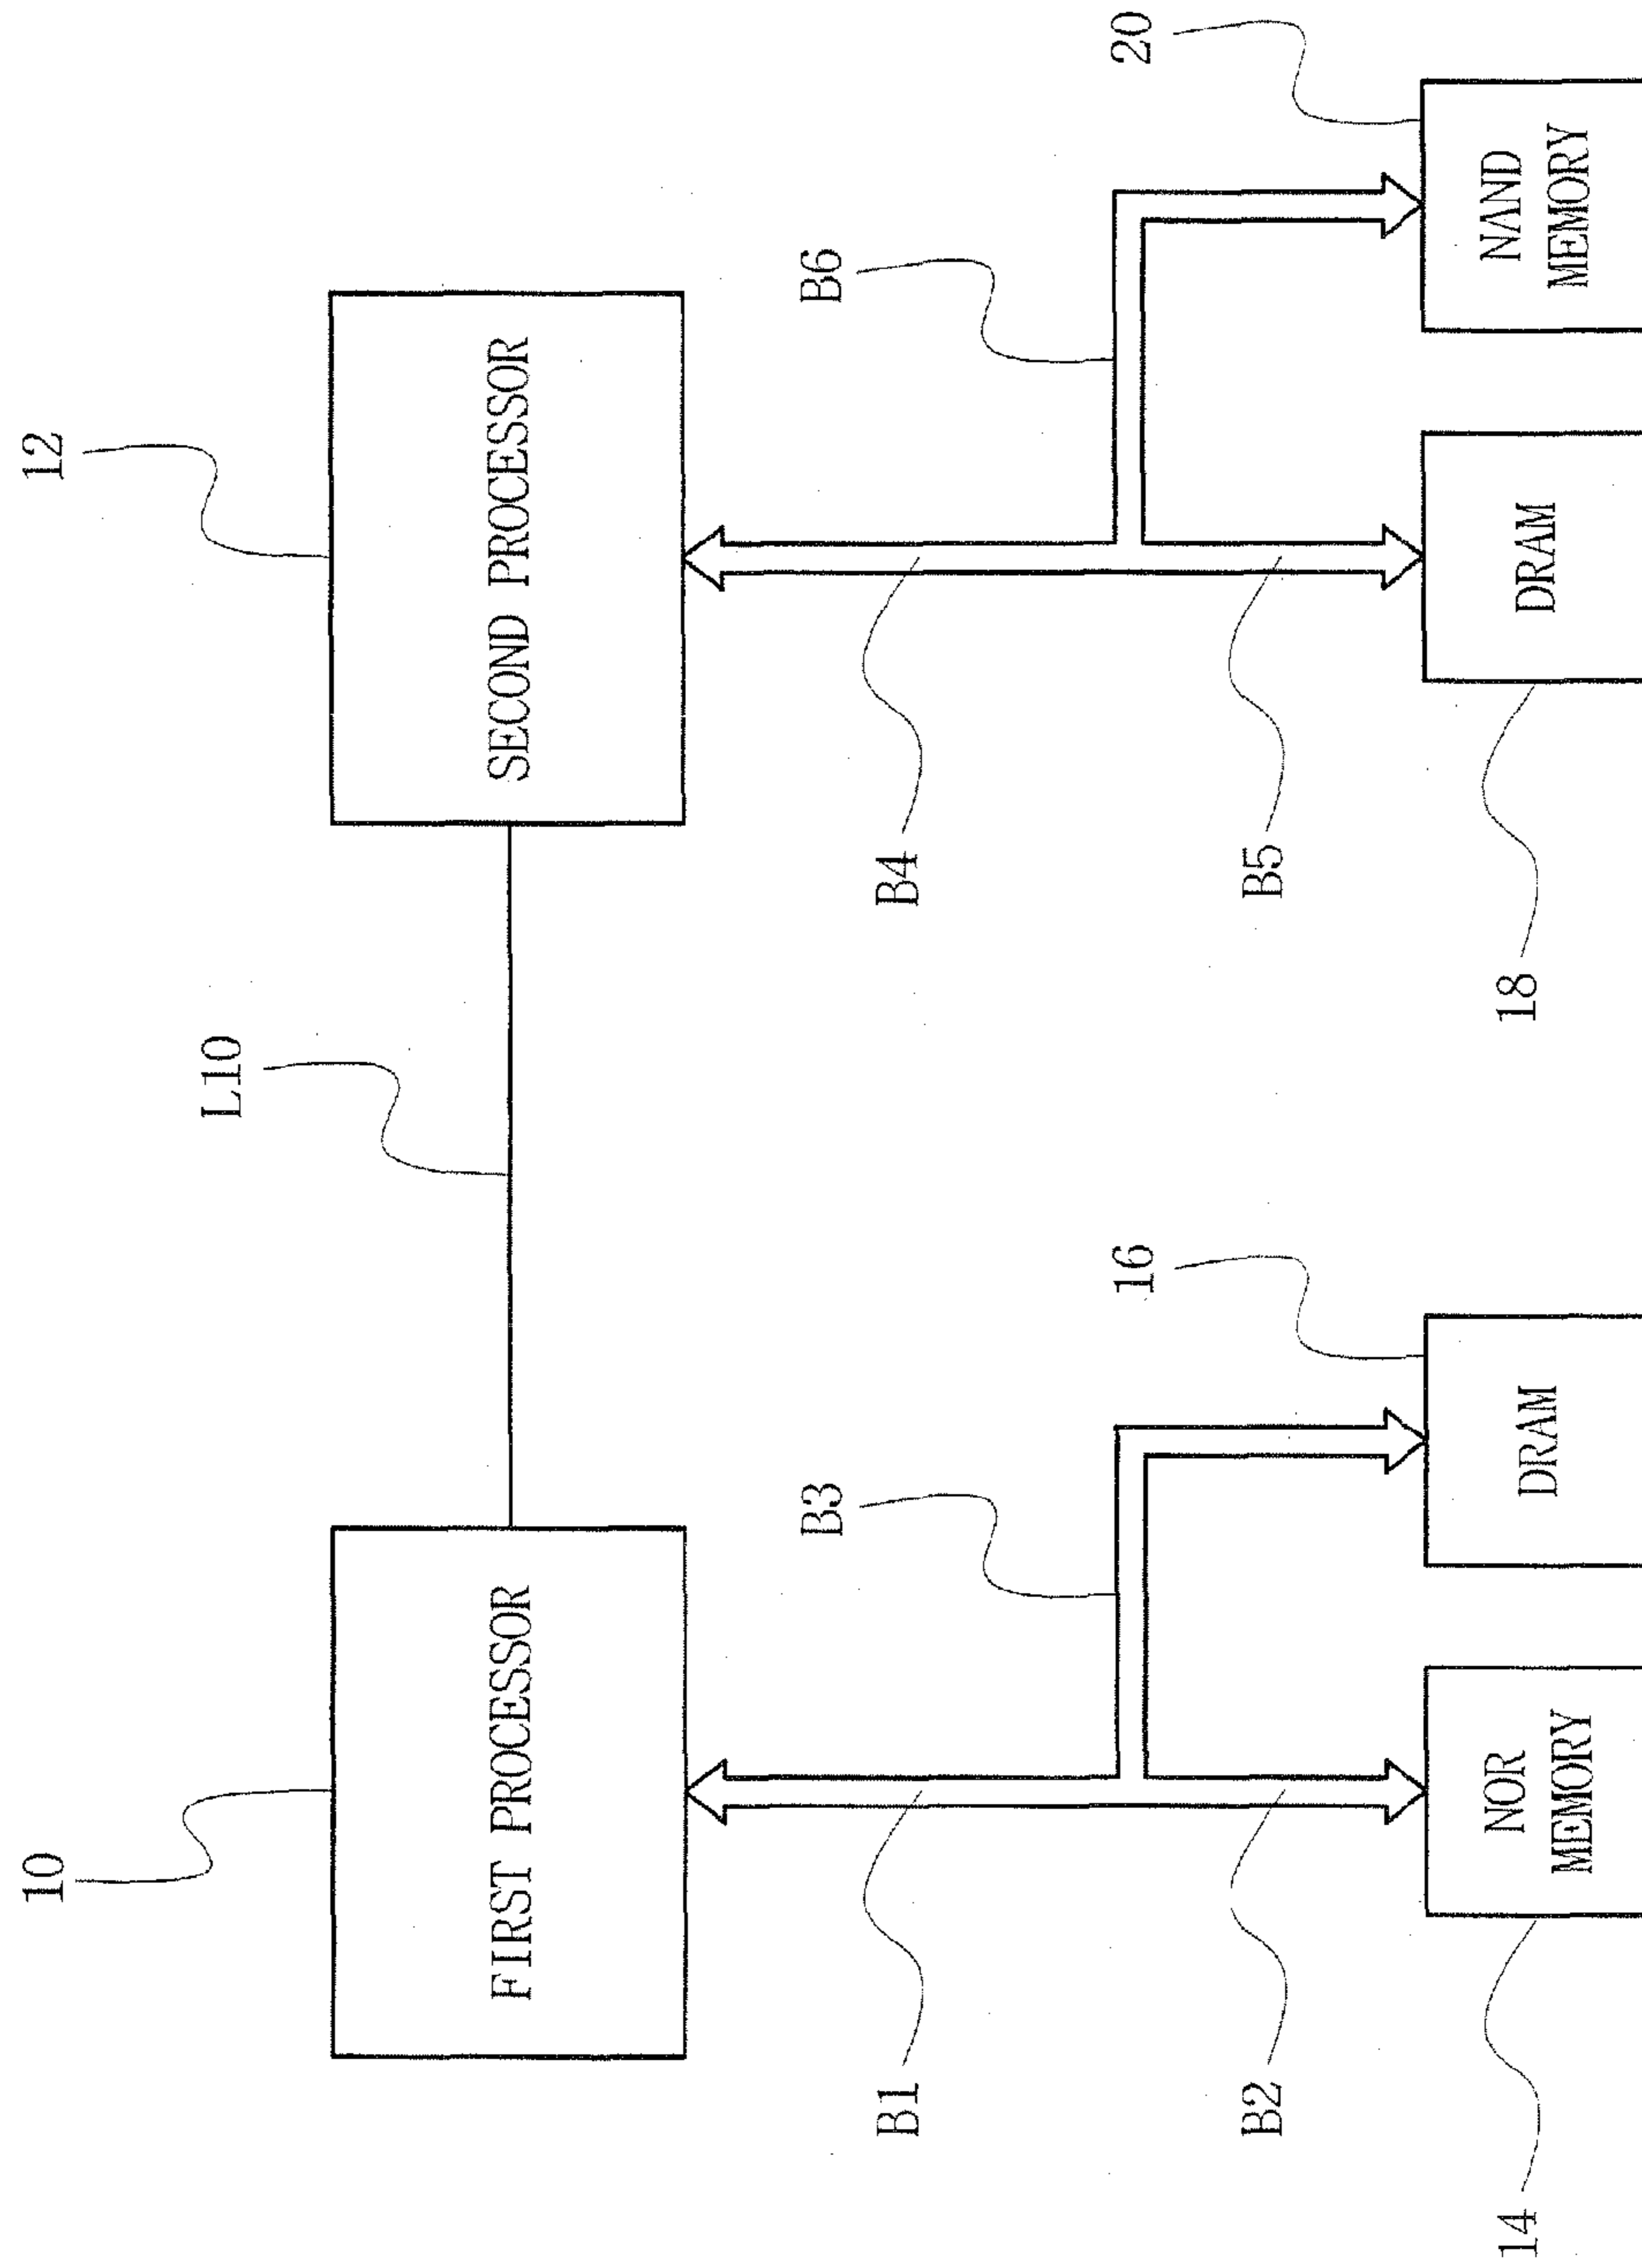 10
12
L10
FIRST PROCESSOR
SECOND PROCESSOR
B3
B6
B1
B4
16
20
B2
B5
14
NOR
MEMORY
DRAM
18
DRAM
NAND
MEMORY